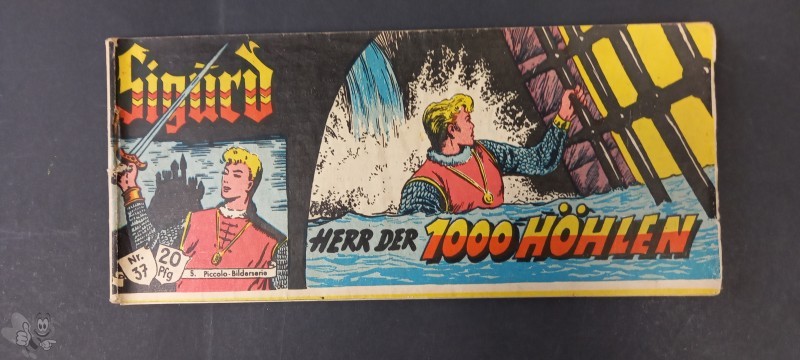 Sigurd
Nr.
37
20
Pfg
5. Piccolo-Bilderserie
HERR DER 1000 HÖHLEN